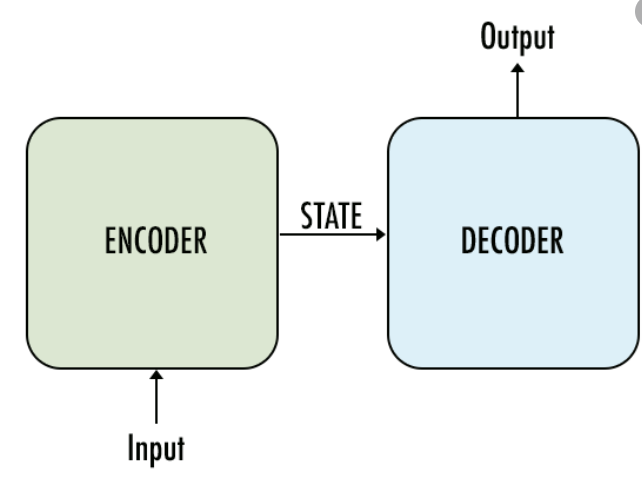 Output
ENCODER
STATE
DECODER
Input